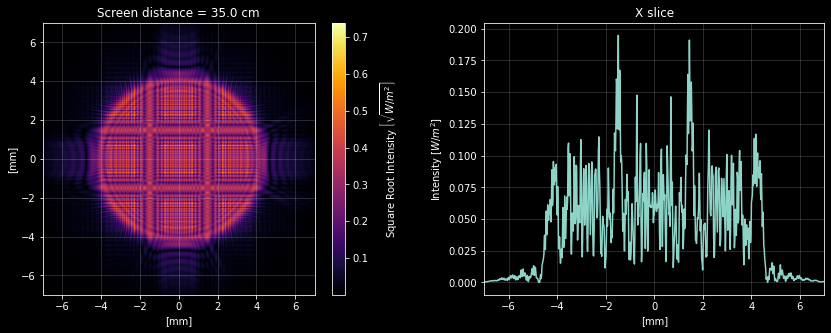 Screen distance = 35.0 cm
6
4
2
0
−2
−4
−6
[mm]
−6 −4 −2 0 2 4 6
[mm]
0.7
0.6
0.5
0.4
0.3
0.2
0.1
Square Root Intensity [√W/m²]
X slice
0.200
0.175
0.150
0.125
0.100
0.075
0.050
0.025
0.000
Intensity [W/m²]
−6 −4 −2 0 2 4 6
[mm]